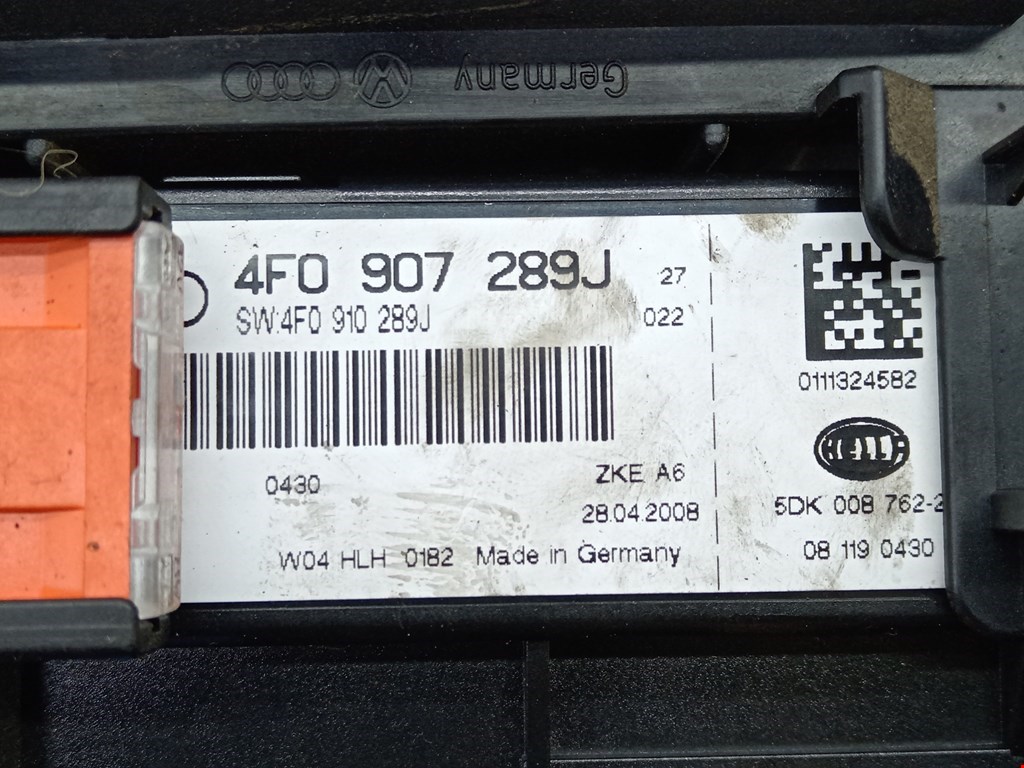 Germany
4F0 907 289J 27
SW:4F0 910 289J 022
0430 ZKE A6
28.04.2008
W04 HLH 0182 Made in Germany
0111324582
HELLA
5DK 008 762-2
08 119 0430